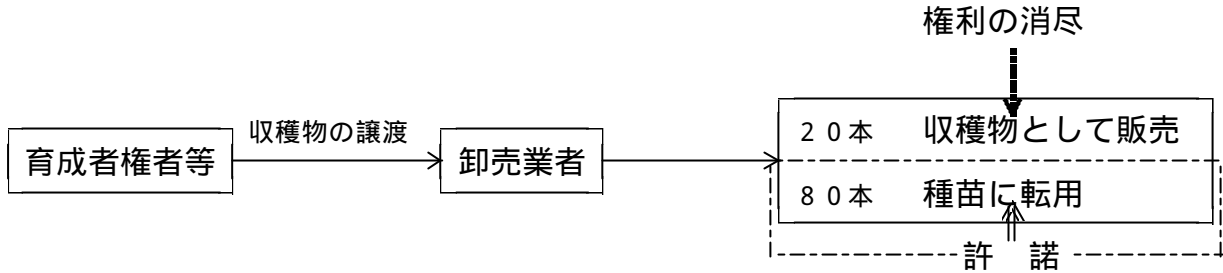 権利の消尽
収穫物の譲渡
育成者権者等
卸売業者
20本 収穫物として販売
80本 種苗に転用
許 諾